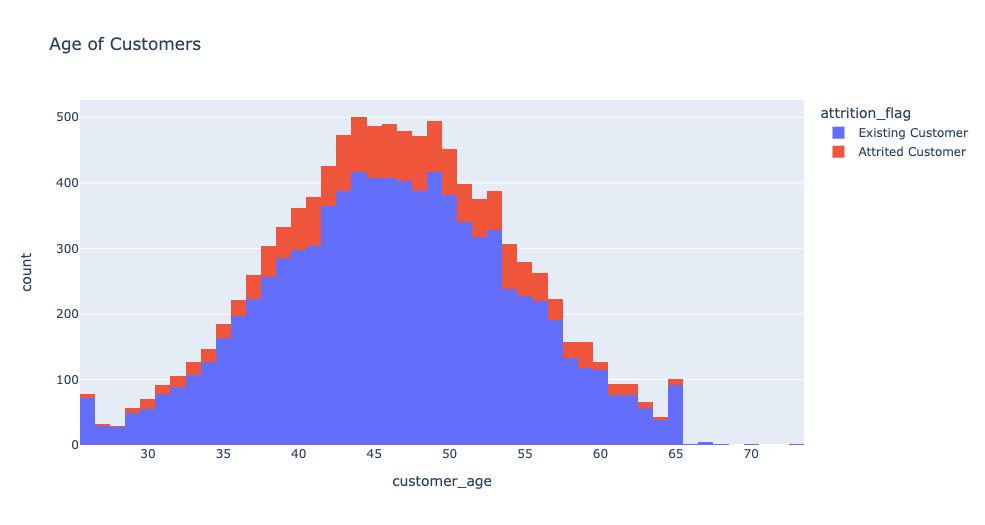 Age of Customers
attrition_flag
Existing Customer
Attrited Customer
500
400
300
200
100
0
count
30 35 40 45 50 55 60 65 70
customer_age